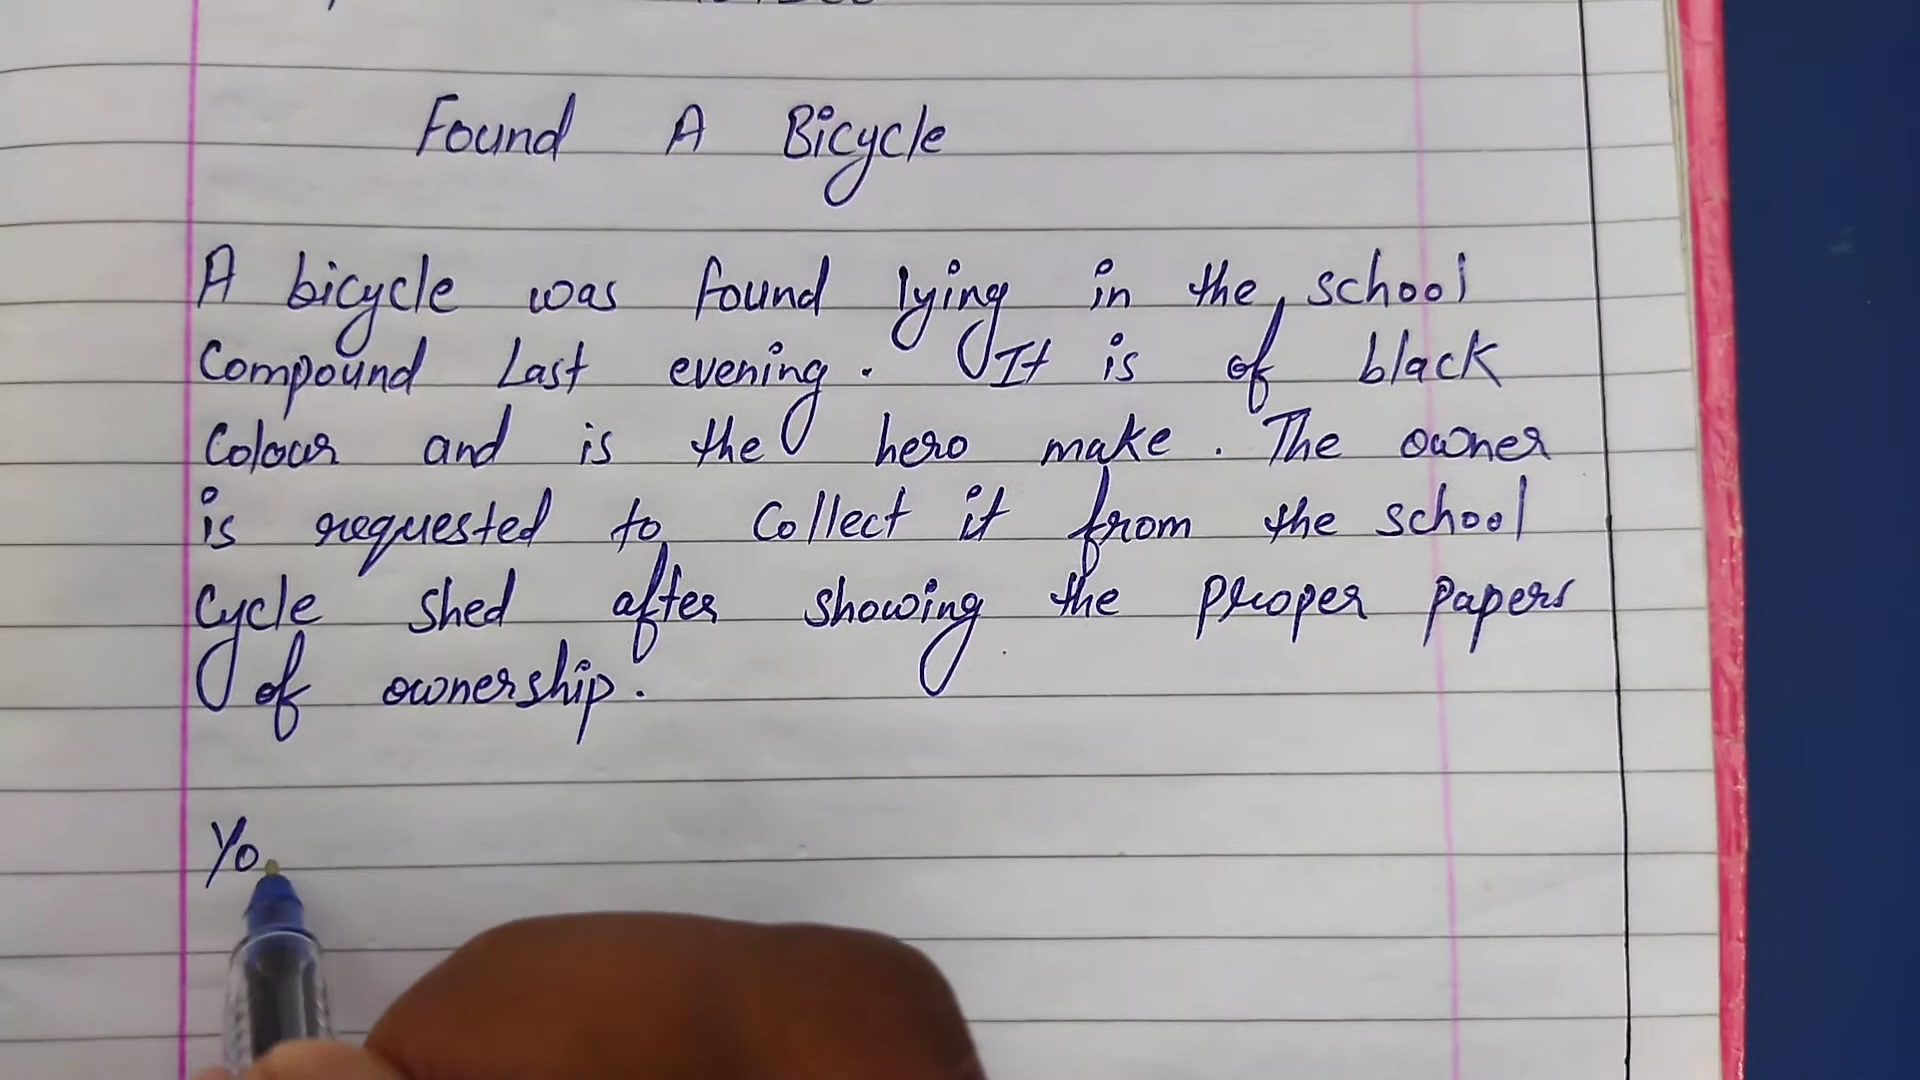 Found A Bicycle
A bicycle was found lying in the school
Compound Last evening. It is of black
Colour and is the hero make. The owner
is requested to collect it from the school
Cycle shed after showing the proper papers
of ownership.
Yo